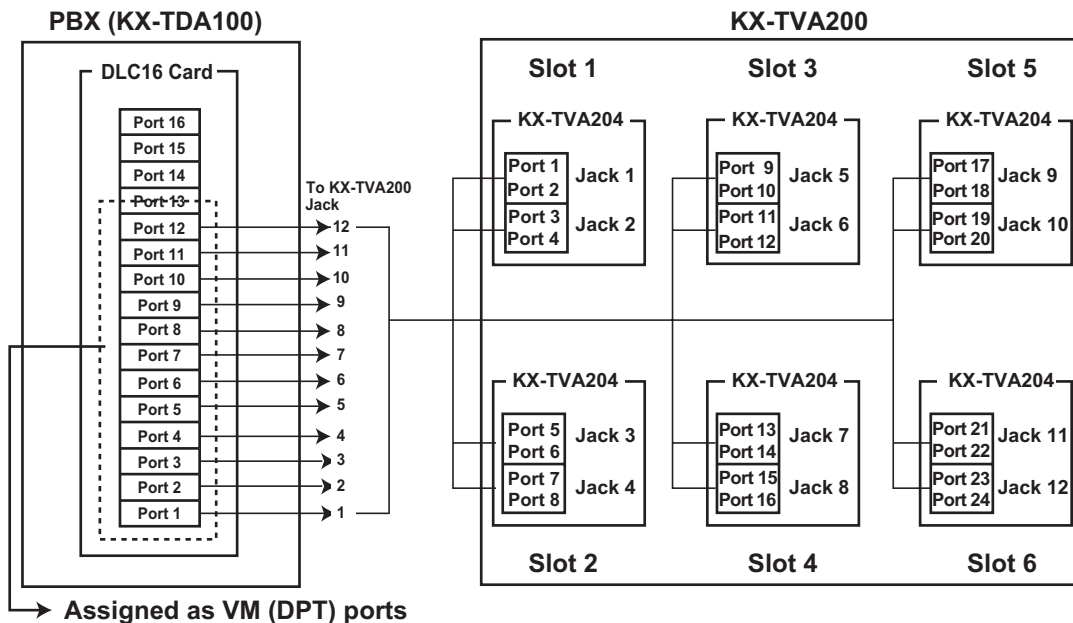 PBX (KX-TDA100)
DLC16 Card
Port 16
Port 15
Port 14
Port 13
Port 12
Port 11
Port 10
Port 9
Port 8
Port 7
Port 6
Port 5
Port 4
Port 3
Port 2
Port 1
To KX-TVA200
Jack
12
11
10
9
8
7
6
5
4
3
2
1
Assigned as VM (DPT) ports
KX-TVA200
Slot 1
KX-TVA204
Port 1
Port 2
Jack 1
Port 3
Port 4
Jack 2
Slot 3
KX-TVA204
Port 9
Port 10
Jack 5
Port 11
Port 12
Jack 6
Slot 5
KX-TVA204
Port 17
Port 18
Jack 9
Port 19
Port 20
Jack 10
KX-TVA204
Port 5
Port 6
Jack 3
Port 7
Port 8
Jack 4
Slot 2
KX-TVA204
Port 13
Port 14
Jack 7
Port 15
Port 16
Jack 8
Slot 4
KX-TVA204
Port 21
Port 22
Jack 11
Port 23
Port 24
Jack 12
Slot 6